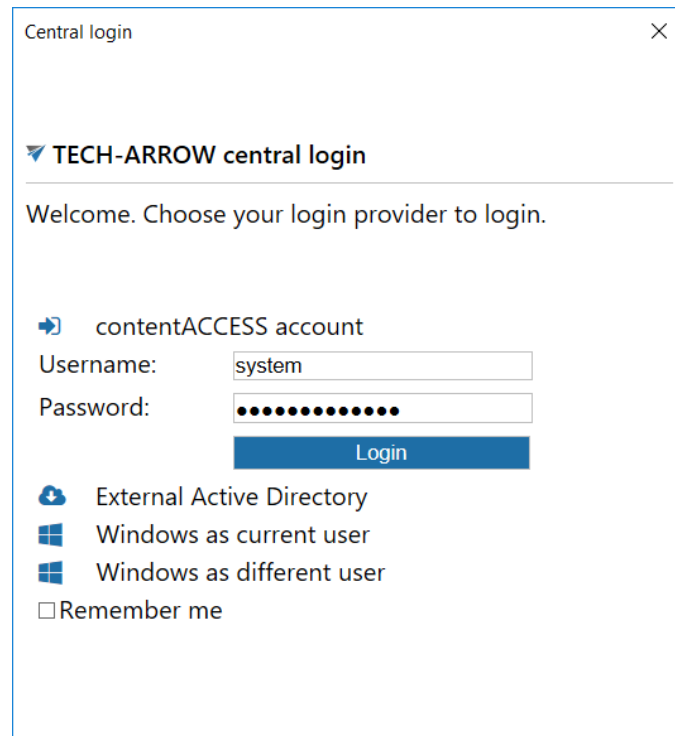 Central login
TECH-ARROW central login
Welcome. Choose your login provider to login.
contentACCESS account
Username: system
Password: ●●●●●●●●●●●●●
Login
External Active Directory
Windows as current user
Windows as different user
Remember me